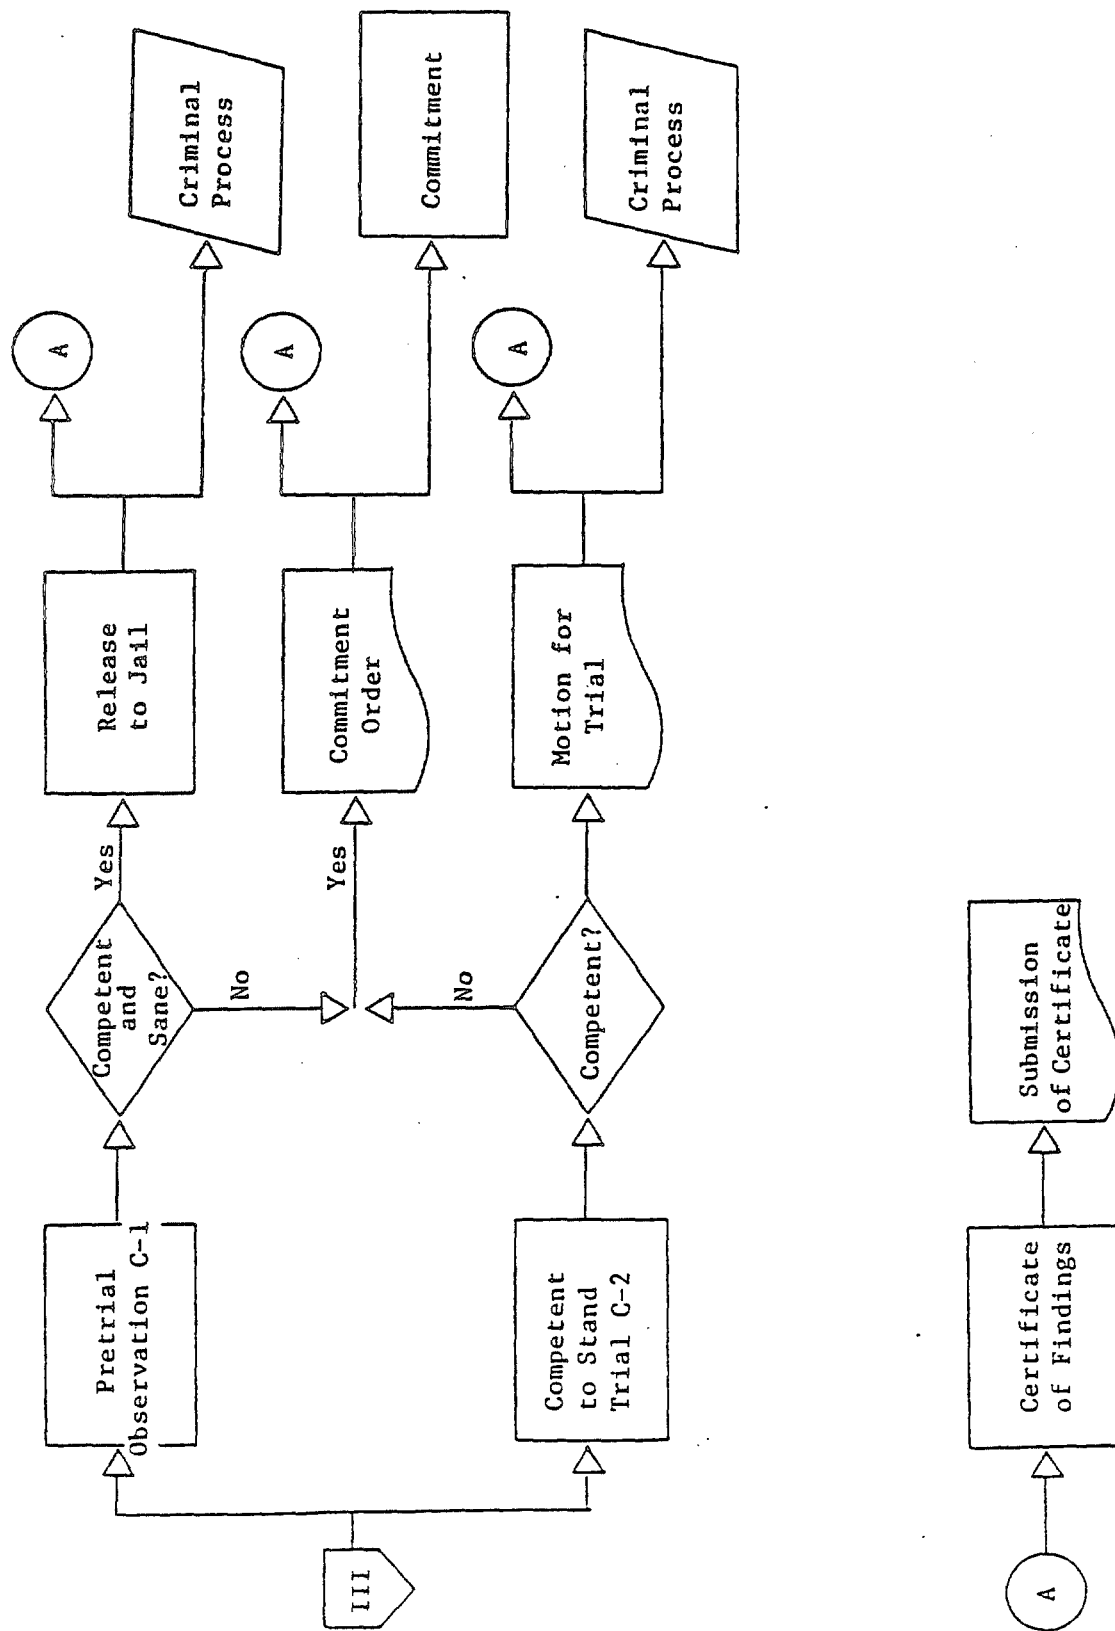 III
Pretrial
Observation C-1
Competent
and
Sane?
Yes
No
Release
to Jail
A
Criminal
Process
Yes
Commitment
Order
A
Commitment
Competent
to Stand
Trial C-2
Competent?
No
Motion for
Trial
A
Criminal
Process
A
Certificate
of Findings
Submission
of Certificate